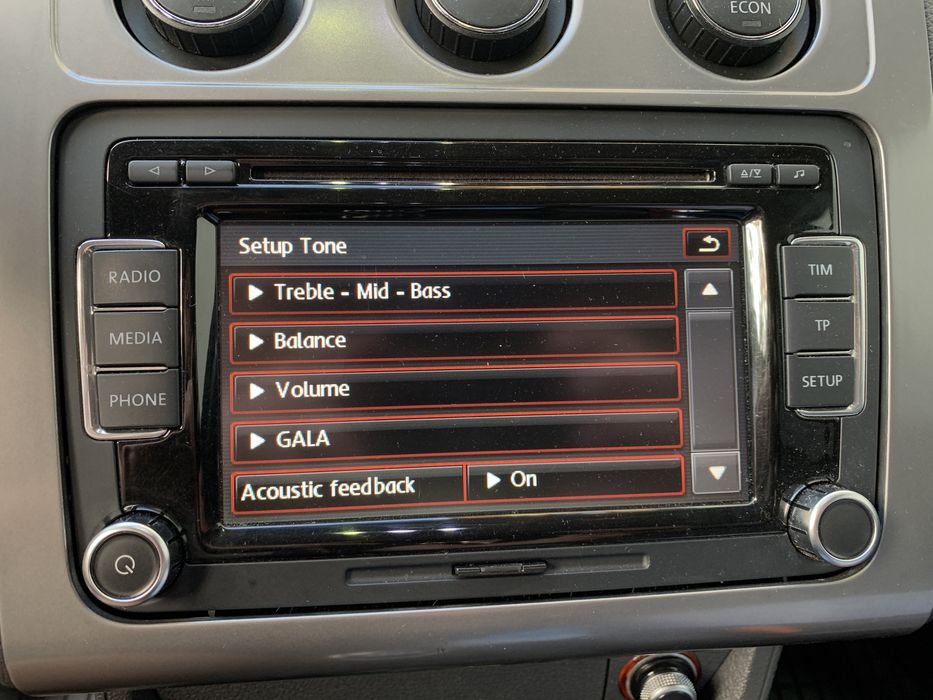 ECON
Setup Tone
RADIO
MEDIA
PHONE
Treble - Mid - Bass
Balance
Volume
GALA
Acoustic feedback
On
TIM
TP
SETUP